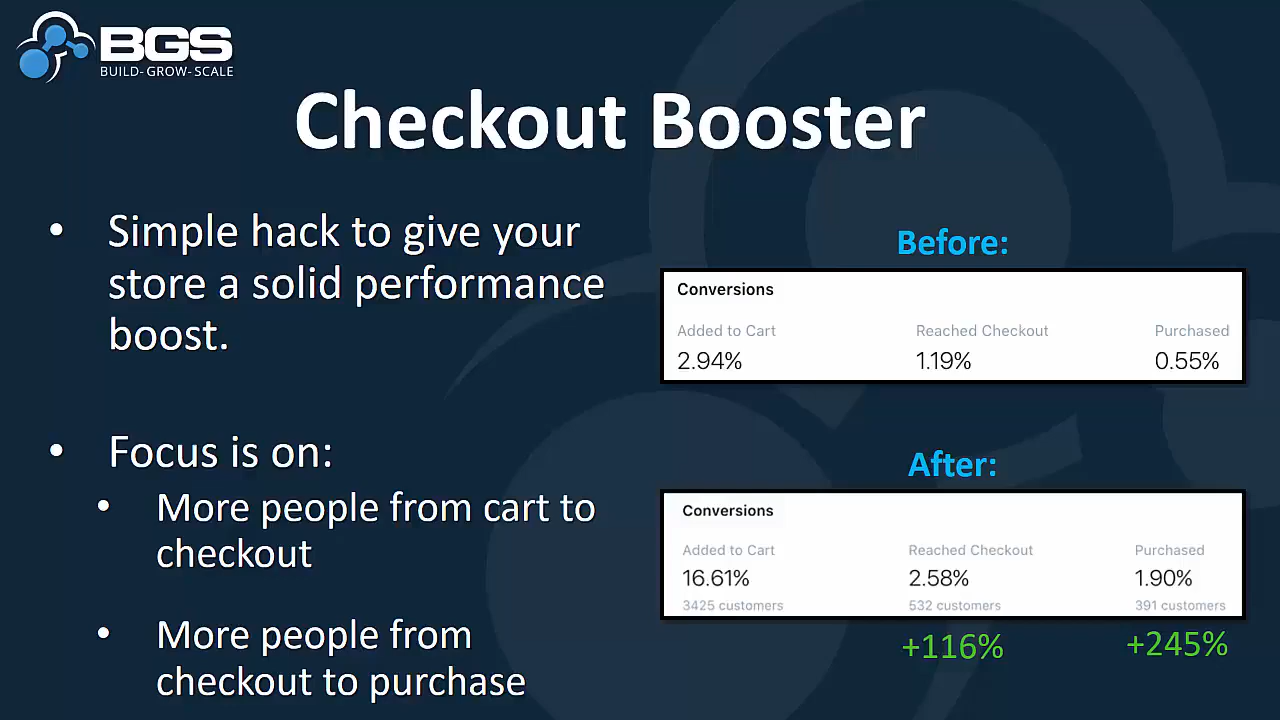 BGS
BUILD-GROW-SCALE
Checkout Booster
• Simple hack to give your
store a solid performance
boost.
• Focus is on:
• More people from cart to
checkout
• More people from
checkout to purchase
Before:
Conversions
Added to Cart Reached Checkout Purchased
2.94% 1.19% 0.55%
After:
Conversions
Added to Cart Reached Checkout Purchased
16.61% 2.58% 1.90%
3425 customers 532 customers 391 customers
+116% +245%